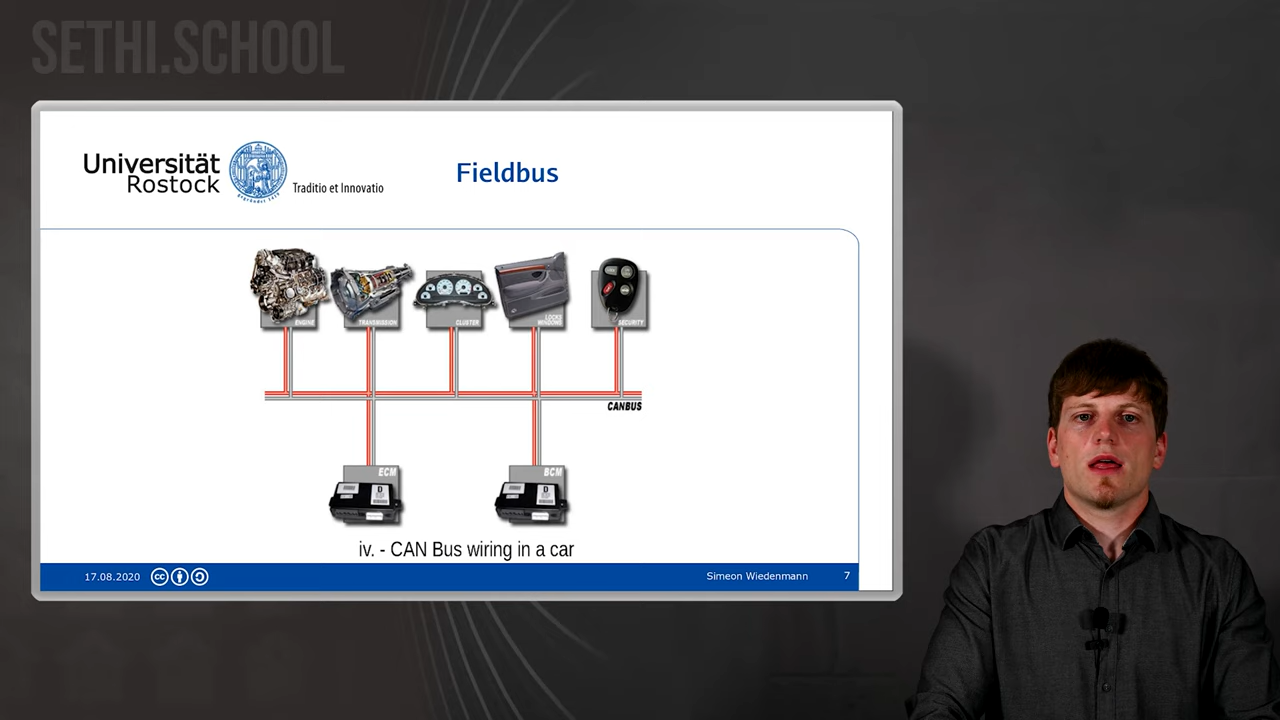 SETHI.SCHOOL
Universität
Rostock
Traditio et Innovatio
Fieldbus
ENGINE
TRANSMISSION
CLUSTER
LOCKS
WINDOWS
SECURITY
CANBUS
ECM
BCM
iv. - CAN Bus wiring in a car
17.08.2020
cc
Simeon Wiedenmann
7